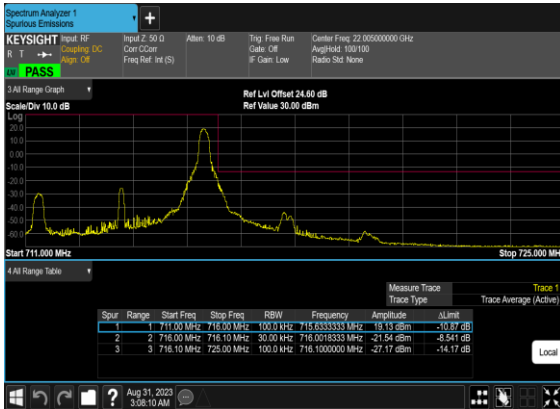 Spectrum Analyzer 1
Spurious Emissions
KEYSIGHT Input: RF Input Z: 50 Ω Atten: 10 dB Trig: Free Run Center Freq: 22.005000000 GHz
R T Coupling: DC Corr CCorr Gate: Off Avg|Hold: 100/100
Align: Off Freq Ref: Int (S) IF Gain: Low Radio Std: None
LXI PASS
3 All Range Graph
Ref Lvl Offset 24.60 dB
Scale/Div 10.0 dB Ref Value 30.00 dBm
Log
20.0
10.0
0.00
-10.0
-20.0
-30.0
-40.0
-50.0
-60.0
Start 711.000 MHz Stop 725.000 MH
4 All Range Table
Measure Trace Trace 1
Trace Type Trace Average (Active)
Spur Range Start Freq Stop Freq RBW Frequency Amplitude ΔLimit
1 1 711.00 MHz 716.00 MHz 100.0 kHz 715.6333333 MHz 19.13 dBm -10.87 dB
2 2 716.00 MHz 716.10 MHz 30.00 kHz 716.0018333 MHz -21.54 dBm -8.541 dB
3 3 716.10 MHz 725.00 MHz 100.0 kHz 716.1000000 MHz -27.17 dBm -14.17 dB
Local
? Aug 31, 2023
3:08:10 AM